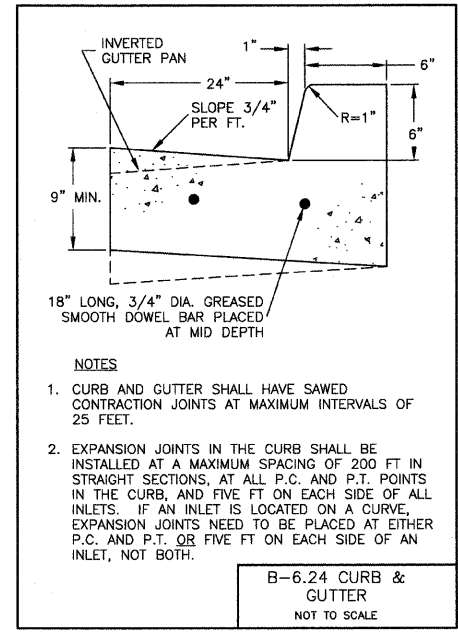 INVERTED
GUTTER PAN
1"
6"
24"
SLOPE 3/4"
PER FT.
R=1"
6"
9" MIN.
18" LONG, 3/4" DIA. GREASED
SMOOTH DOWEL BAR PLACED
AT MID DEPTH
NOTES
1. CURB AND GUTTER SHALL HAVE SAWED
CONTRACTION JOINTS AT MAXIMUM INTERVALS OF
25 FEET.
2. EXPANSION JOINTS IN THE CURB SHALL BE
INSTALLED AT A MAXIMUM SPACING OF 200 FT IN
STRAIGHT SECTIONS, AT ALL P.C. AND P.T. POINTS
IN THE CURB, AND FIVE FT ON EACH SIDE OF ALL
INLETS. IF AN INLET IS LOCATED ON A CURVE,
EXPANSION JOINTS NEED TO BE PLACED AT EITHER
P.C. AND P.T. OR FIVE FT ON EACH SIDE OF AN
INLET, NOT BOTH.
B-6.24 CURB &
GUTTER
NOT TO SCALE